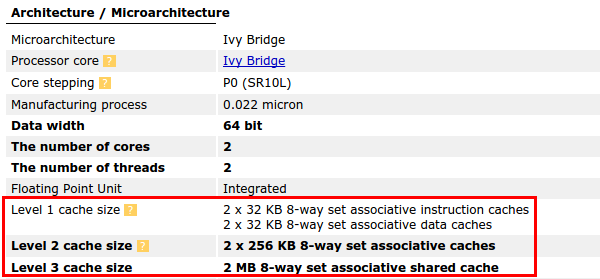 Architecture / Microarchitecture
Microarchitecture Ivy Bridge
Processor core ? Ivy Bridge
Core stepping ? P0 (SR10L)
Manufacturing process 0.022 micron
Data width 64 bit
The number of cores 2
The number of threads 2
Floating Point Unit Integrated
Level 1 cache size ? 2 x 32 KB 8-way set associative instruction caches
2 x 32 KB 8-way set associative data caches
Level 2 cache size ? 2 x 256 KB 8-way set associative caches
Level 3 cache size 2 MB 8-way set associative shared cache